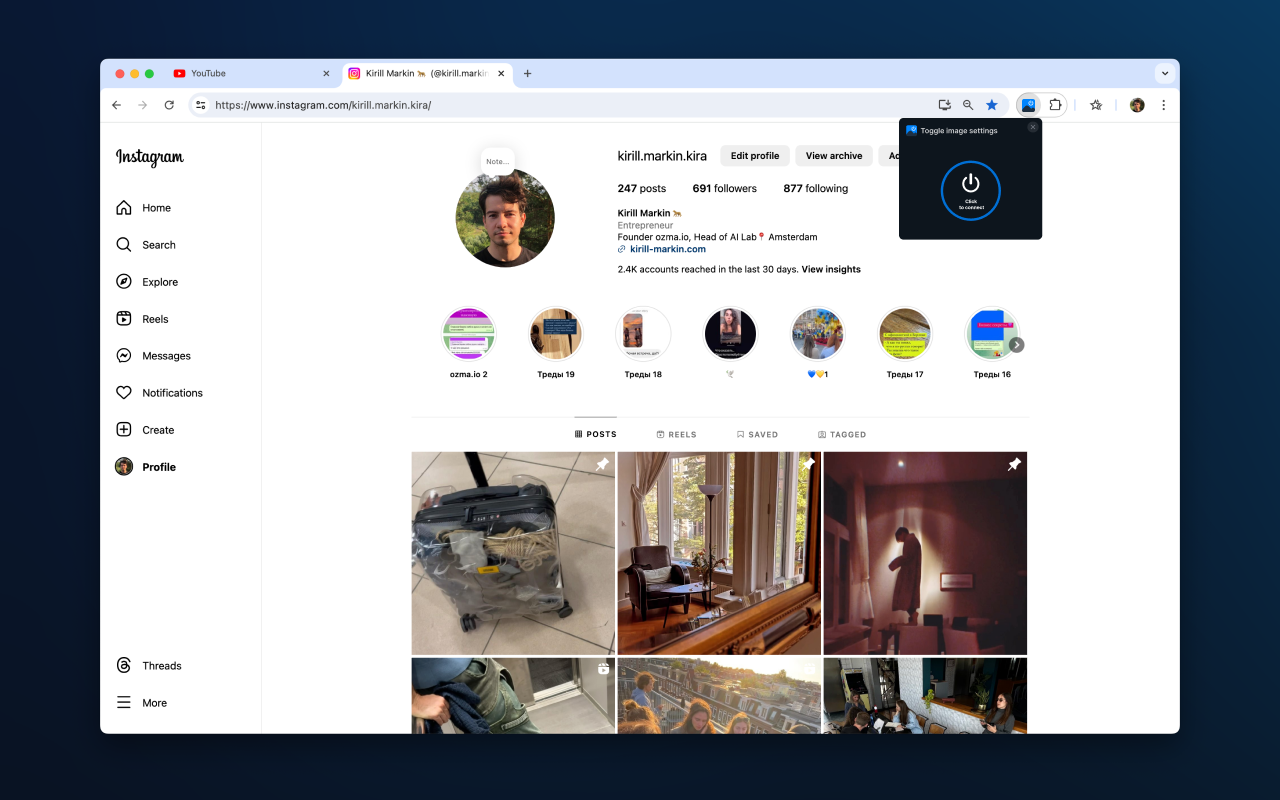 YouTube
Kirill Markin 🐆 (@kirill.markin
https://www.instagram.com/kirill.markin.kira/
Toggle image settings
Click
to connect
Instagram
Home
Search
Explore
Reels
Messages
Notifications
Create
Profile
Threads
More
Note...
kirill.markin.kira
Edit profile
View archive
247 posts
691 followers
877 following
Kirill Markin 🐆
Entrepreneur
Founder ozma.io, Head of AI Lab📍 Amsterdam
kirill-markin.com
2.4K accounts reached in the last 30 days. View insights
ozma.io 2
Треды 19
Треды 18
🕊
💙💛1
Треды 17
Треды 16
POSTS
REELS
SAVED
TAGGED